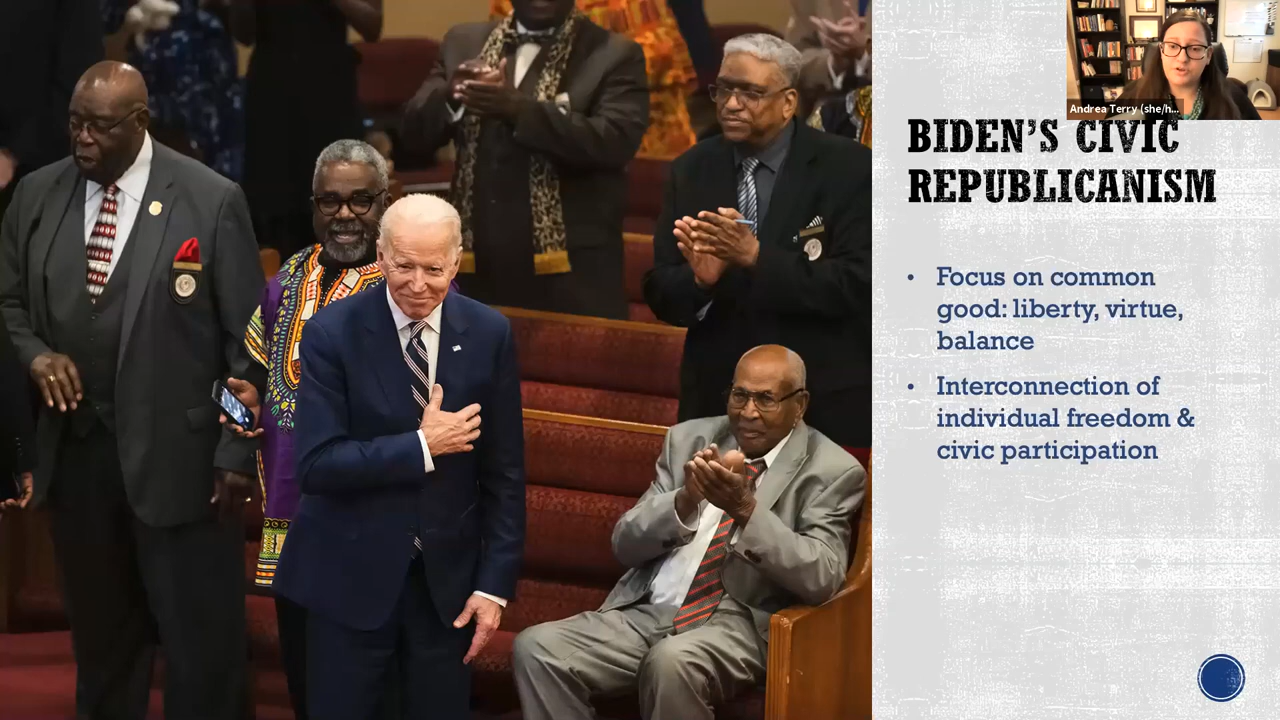 Andrea Terry (she/h...
BIDEN'S CIVIC
REPUBLICANISM
• Focus on common
good: liberty, virtue,
balance
• Interconnection of
individual freedom &
civic participation